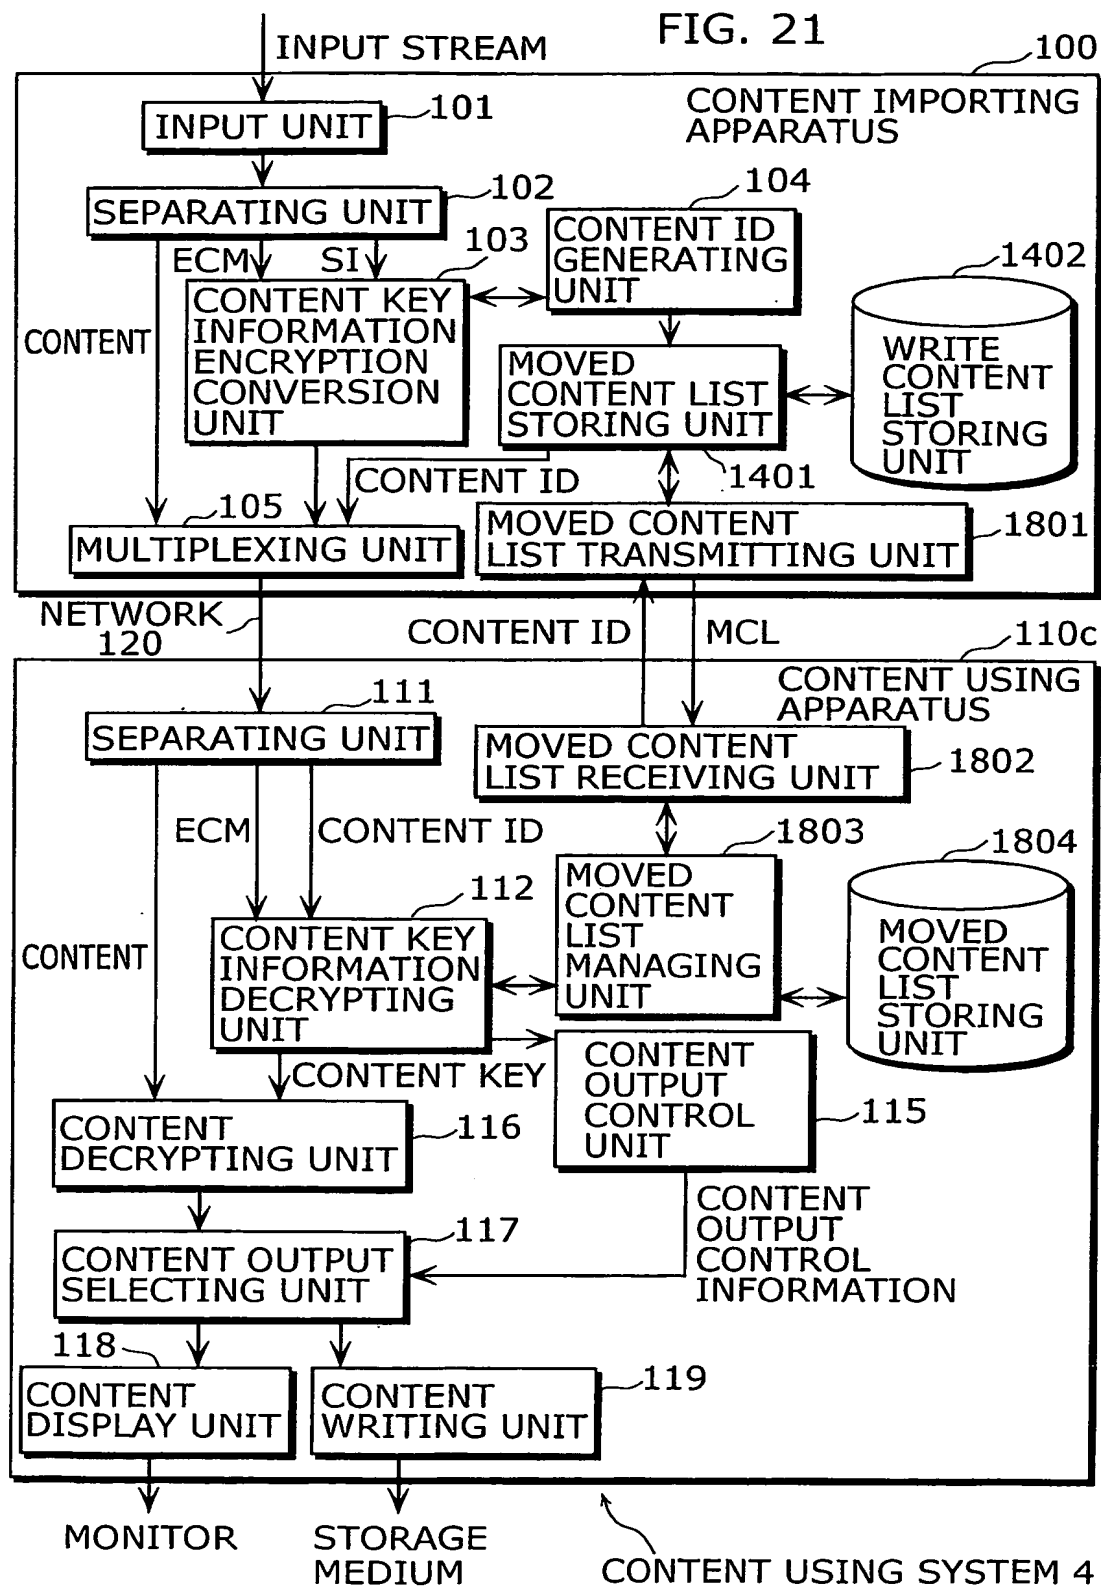 FIG. 21
INPUT STREAM
100
CONTENT IMPORTING
APPARATUS
101
INPUT UNIT
102
SEPARATING UNIT
104
CONTENT ID
GENERATING
UNIT
ECM
SI
103
1402
CONTENT KEY
INFORMATION
ENCRYPTION
CONVERSION
UNIT
CONTENT
MOVED
CONTENT LIST
STORING UNIT
WRITE
CONTENT
LIST
STORING
UNIT
CONTENT ID
1401
105
MULTIPLEXING UNIT
MOVED CONTENT
LIST TRANSMITTING UNIT
1801
NETWORK
120
CONTENT ID
MCL
110c
CONTENT USING
APPARATUS
111
SEPARATING UNIT
MOVED CONTENT
LIST RECEIVING UNIT
1802
ECM
CONTENT ID
1803
1804
112
MOVED
CONTENT
LIST
MANAGING
UNIT
CONTENT
CONTENT KEY
INFORMATION
DECRYPTING
UNIT
MOVED
CONTENT
LIST
STORING
UNIT
CONTENT KEY
CONTENT
OUTPUT
CONTROL
UNIT
115
CONTENT
DECRYPTING UNIT
116
CONTENT
OUTPUT
CONTROL
INFORMATION
117
CONTENT OUTPUT
SELECTING UNIT
118
CONTENT
DISPLAY UNIT
CONTENT
WRITING UNIT
119
MONITOR
STORAGE
MEDIUM
CONTENT USING SYSTEM 4